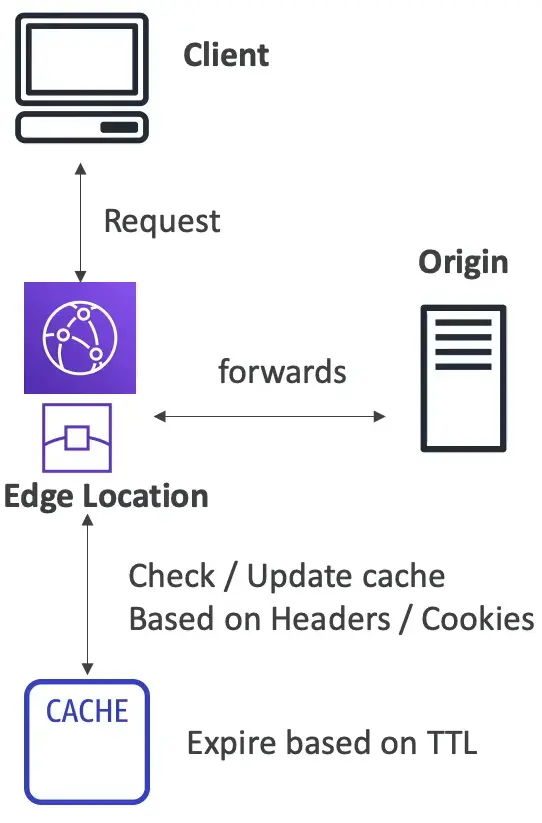 Client
Request
Origin
forwards
Edge Location
Check / Update cache
Based on Headers / Cookies
CACHE
Expire based on TTL